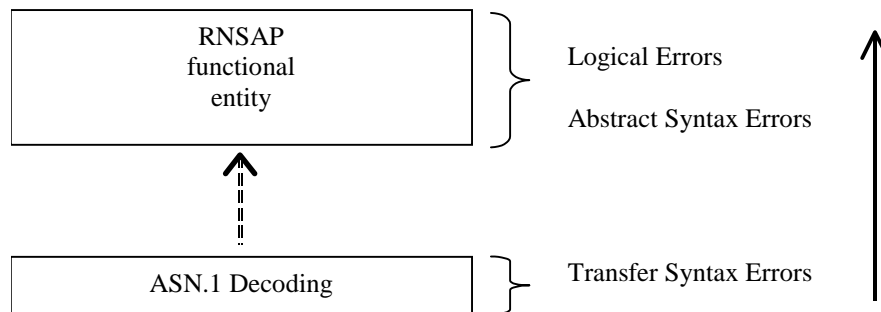 RNSAP
functional
entity
Logical Errors
Abstract Syntax Errors
ASN.1 Decoding
Transfer Syntax Errors